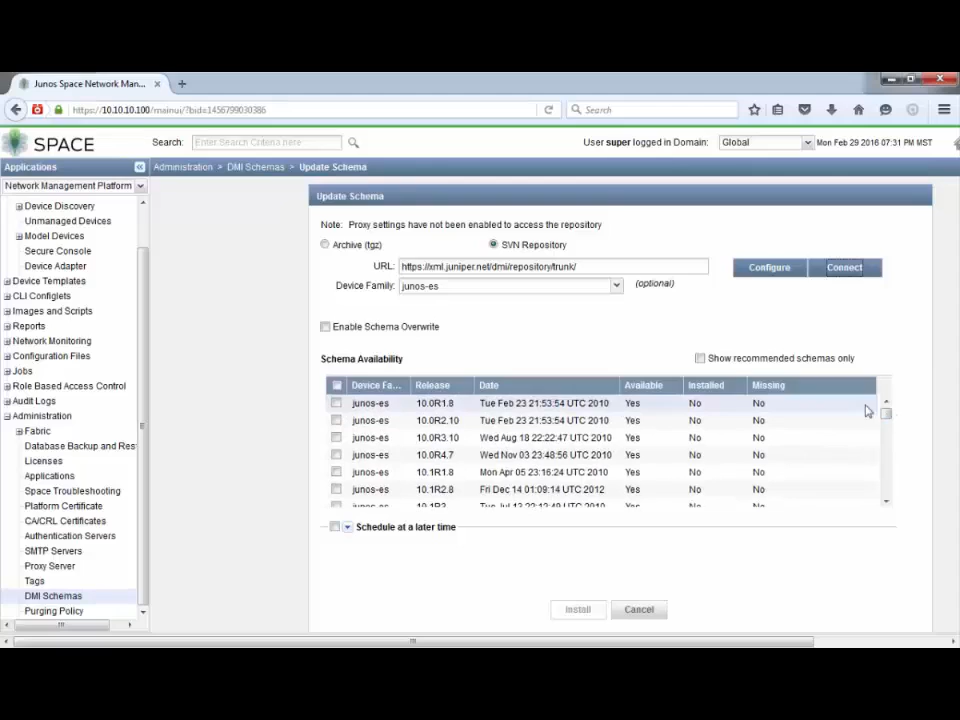 Junos Space Network Man...
https://10.10.10.100/mainui/?bid=1456799030386
Search
SPACE
Search:
Enter Search Criteria here
User super logged in Domain:
Global
Mon Feb 29 2016 07:31 PM MST
Applications
Administration > DMI Schemas > Update Schema
Network Management Platform
Device Discovery
Unmanaged Devices
Model Devices
Secure Console
Device Adapter
Device Templates
CLI Configlets
Images and Scripts
Reports
Network Monitoring
Configuration Files
Jobs
Role Based Access Control
Audit Logs
Administration
Fabric
Database Backup and Res
Licenses
Applications
Space Troubleshooting
Platform Certificate
CA/CRL Certificates
Authentication Servers
SMTP Servers
Proxy Server
Tags
DMI Schemas
Purging Policy
Update Schema
Note: Proxy settings have not been enabled to access the repository
Archive (tgz)
SVN Repository
URL:
https://xml.juniper.net/dmi/repository/trunk/
Configure
Connect
Device Family:
junos-es
(optional)
Enable Schema Overwrite
Schema Availability
Show recommended schemas only
Device Fa... Release Date Available Installed Missing
junos-es 10.0R1.8 Tue Feb 23 21:53:54 UTC 2010 Yes No No
junos-es 10.0R2.10 Tue Feb 23 21:53:54 UTC 2010 Yes No No
junos-es 10.0R3.10 Wed Aug 18 22:22:47 UTC 2010 Yes No No
junos-es 10.0R4.7 Wed Nov 03 23:48:56 UTC 2010 Yes No No
junos-es 10.1R1.8 Mon Apr 05 23:16:24 UTC 2010 Yes No No
junos-es 10.1R2.8 Fri Dec 14 01:09:14 UTC 2012 Yes No No
Schedule at a later time
Install
Cancel